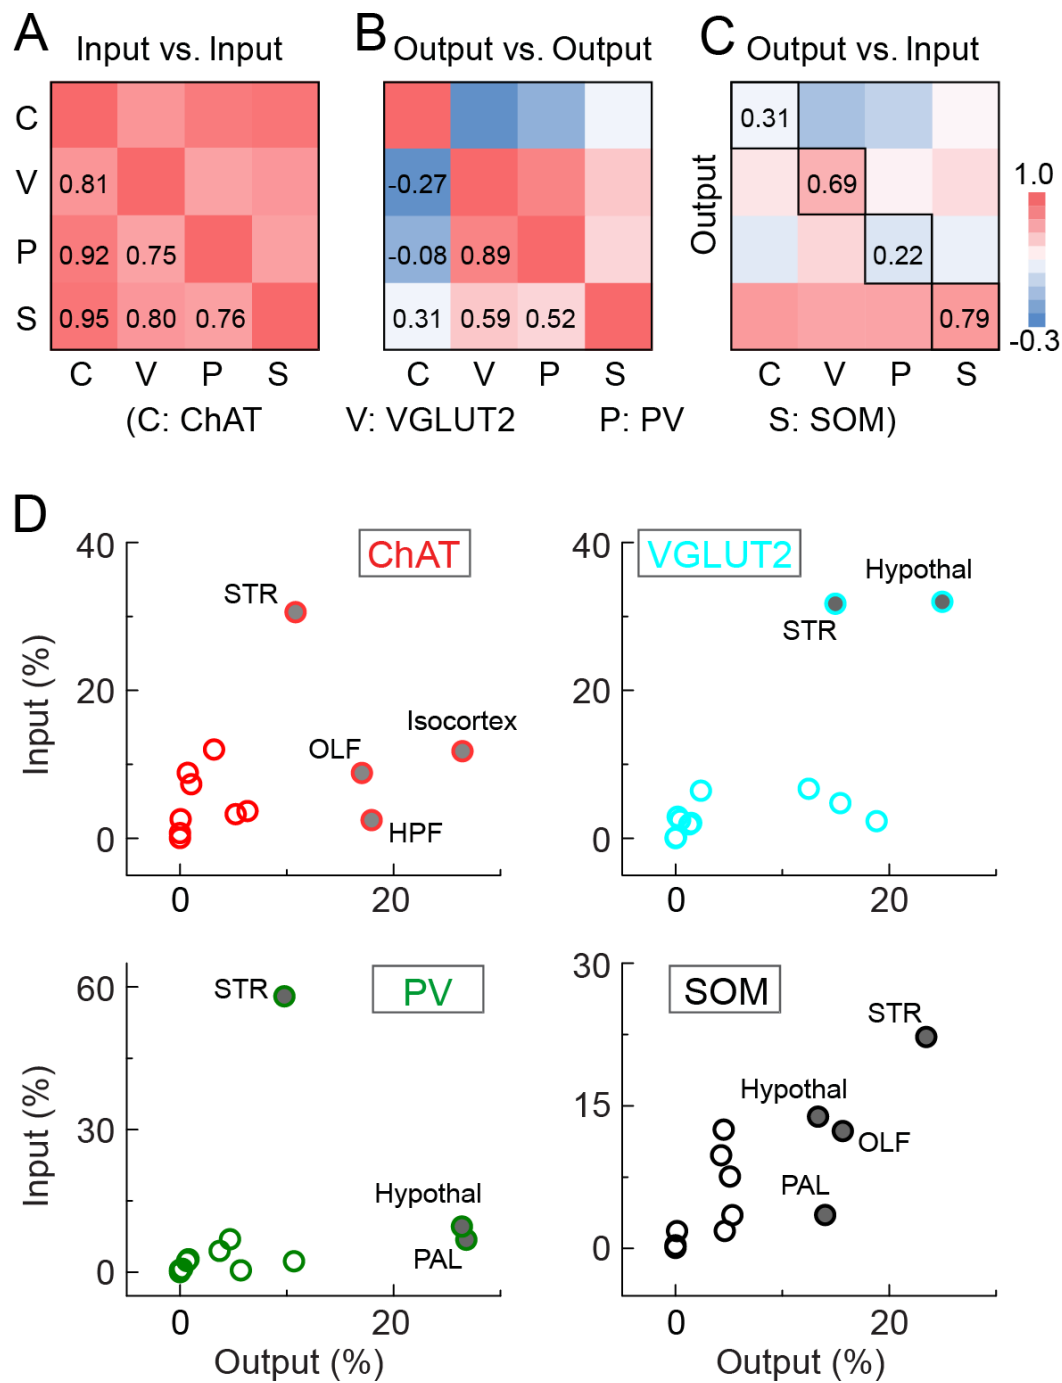 A Input vs. Input
B Output vs. Output
C Output vs. Input
C
V 0.81
P 0.92 0.75
S 0.95 0.80 0.76
C V P S
-0.27
-0.08 0.89
0.31 0.59 0.52
C V P S
Output
0.31
0.69
0.22
0.79
C V P S
1.0
-0.3
(C: ChAT V: VGLUT2 P: PV S: SOM)
D
Input (%)
40
20
0
0 20
ChAT
STR
Isocortex
OLF
HPF
40
20
0
0 20
VGLUT2
Hypothal
STR
Input (%)
60
30
0
0 20
Output (%)
STR
PV
Hypothal
PAL
30
15
0
0 20
Output (%)
SOM
STR
Hypothal
OLF
PAL